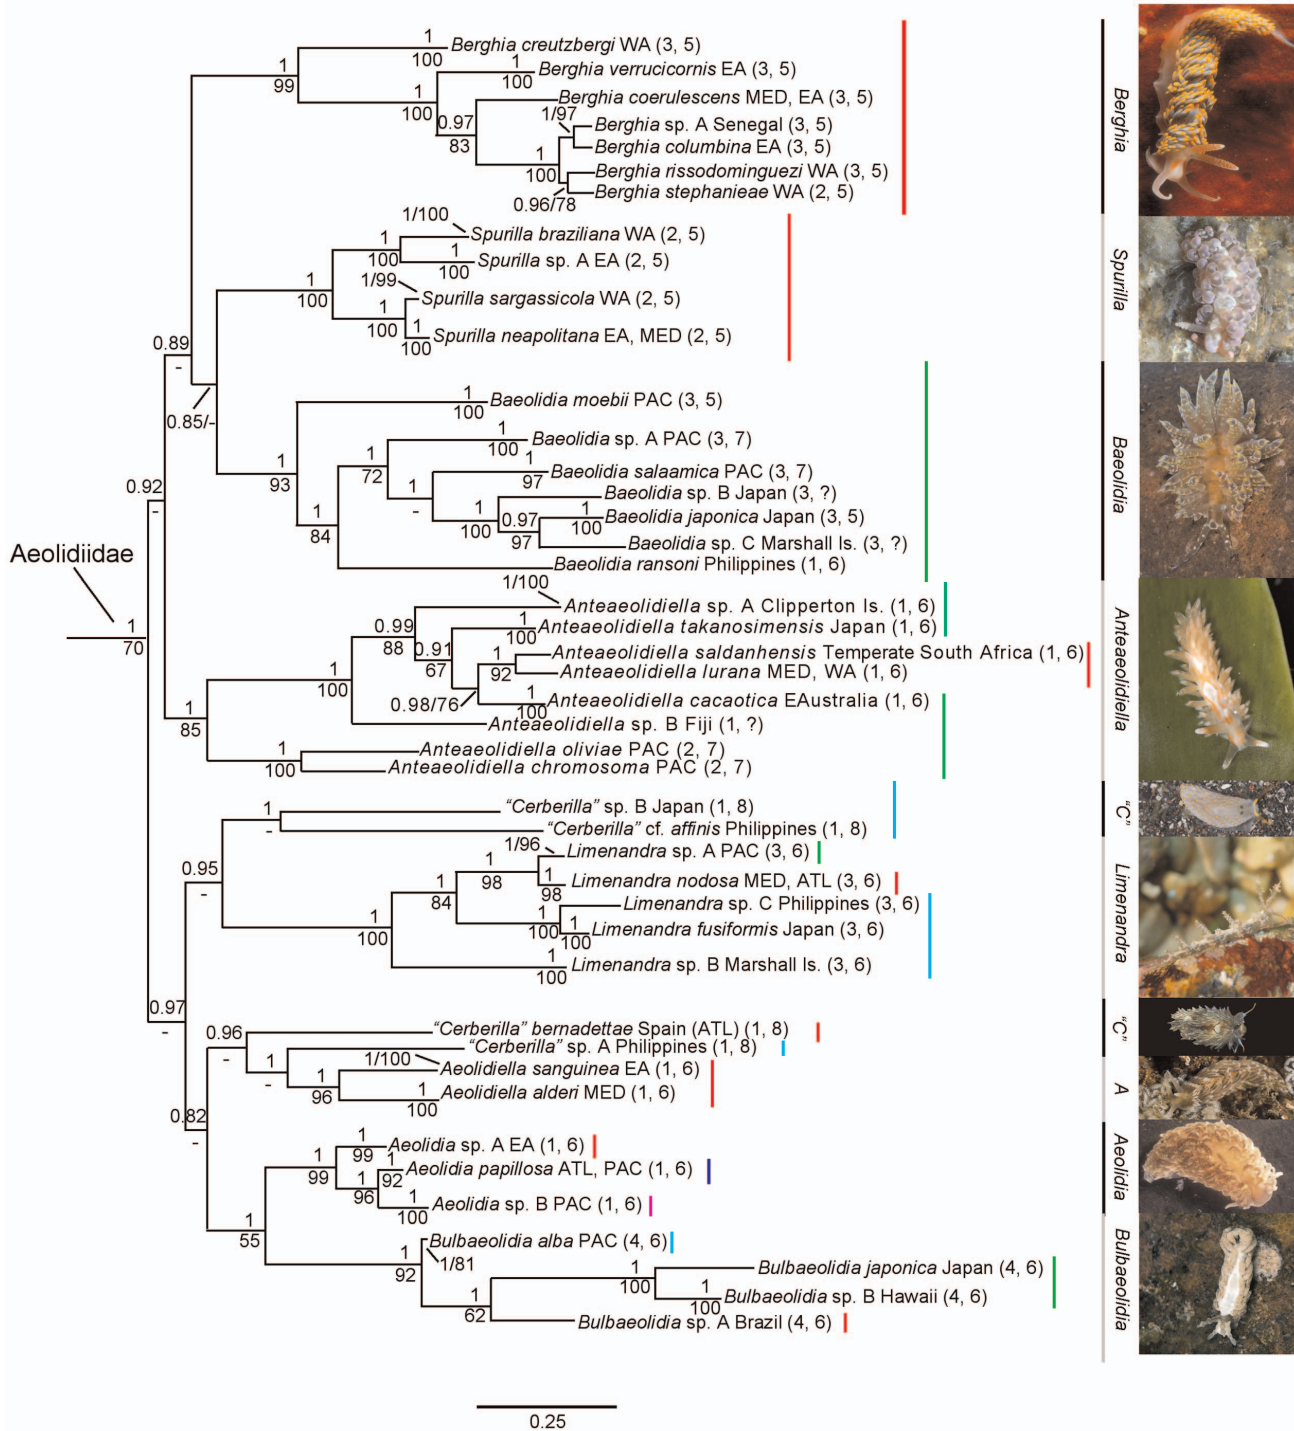 1
100
Berghia creutzbergi WA (3, 5)
1
99
1
100
Berghia verrucicornis EA (3, 5)
1
100
Berghia coerulescens MED, EA (3, 5)
0.97
83
1/97
Berghia sp. A Senegal (3, 5)
Berghia columbina EA (3, 5)
1
100
Berghia rissodominguezi WA (3, 5)
Berghia stephanieae WA (2, 5)
0.96/78
Berghia
1/100
Spurilla braziliana WA (2, 5)
1
100
1
100
Spurilla sp. A EA (2, 5)
1
100
1/99
Spurilla sargassicola WA (2, 5)
1
100
1
100
Spurilla neapolitana EA, MED (2, 5)
Spurilla
0.89
-
0.85/-
1
100
Baeolidia moebii PAC (3, 5)
1
100
Baeolidia sp. A PAC (3, 7)
1
72
1
97
Baeolidia salaamica PAC (3, 7)
1
93
1
-
Baeolidia sp. B Japan (3, ?)
1
100
1
100
Baeolidia japonica Japan (3, 5)
0.97
97
Baeolidia sp. C Marshall Is. (3, ?)
1
84
Baeolidia ransoni Philippines (1, 6)
Baeolidia
0.92
-
Aeolidiidae
1
70
1/100
Anteaeolidiella sp. A Clipperton Is. (1, 6)
0.99
88
1
100
Anteaeolidiella takanosimensis Japan (1, 6)
0.91
67
Anteaeolidiella saldanhensis Temperate South Africa (1, 6)
1
92
Anteaeolidiella lurana MED, WA (1, 6)
1
100
0.98/76
1
100
Anteaeolidiella cacaotica EAustralia (1, 6)
Anteaeolidiella sp. B Fiji (1, ?)
1
85
Anteaeolidiella oliviae PAC (2, 7)
1
100
Anteaeolidiella chromosoma PAC (2, 7)
Anteaeolidiella
1
-
"Cerberilla" sp. B Japan (1, 8)
"Cerberilla" cf. affinis Philippines (1, 8)
"C"
0.95
-
1/96
Limenandra sp. A PAC (3, 6)
1
98
1
98
Limenandra nodosa MED, ATL (3, 6)
1
84
Limenandra sp. C Philippines (3, 6)
1
100
1
100
Limenandra fusiformis Japan (3, 6)
1
100
1
100
Limenandra sp. B Marshall Is. (3, 6)
Limenandra
0.97
-
0.96
-
"Cerberilla" bernadettae Spain (ATL) (1, 8)
"Cerberilla" sp. A Philippines (1, 8)
"C"
1
-
1/100
Aeolidiella sanguinea EA (1, 6)
1
96
1
100
Aeolidiella alderi MED (1, 6)
A
0.82
-
1
99
Aeolidia sp. A EA (1, 6)
1
99
1
92
Aeolidia papillosa ATL, PAC (1, 6)
1
96
1
100
Aeolidia sp. B PAC (1, 6)
Aeolidia
1
55
Bulbaeolidia alba PAC (4, 6)
1/81
1
92
Bulbaeolidia japonica Japan (4, 6)
1
100
1
100
Bulbaeolidia sp. B Hawaii (4, 6)
1
62
Bulbaeolidia sp. A Brazil (4, 6)
Bulbaeolidia
0.25